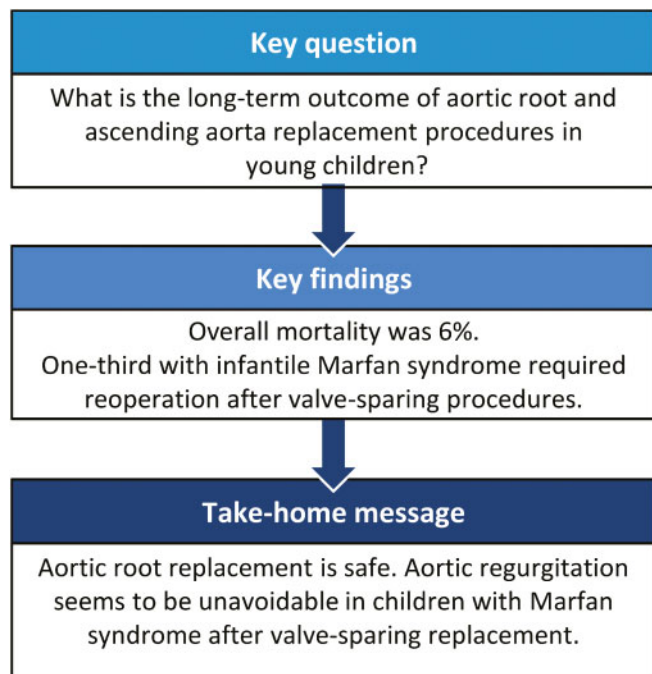 Key question
What is the long-term outcome of aortic root and
ascending aorta replacement procedures in
young children?
Key findings
Overall mortality was 6%.
One-third with infantile Marfan syndrome required
reoperation after valve-sparing procedures.
Take-home message
Aortic root replacement is safe. Aortic regurgitation
seems to be unavoidable in children with Marfan
syndrome after valve-sparing replacement.